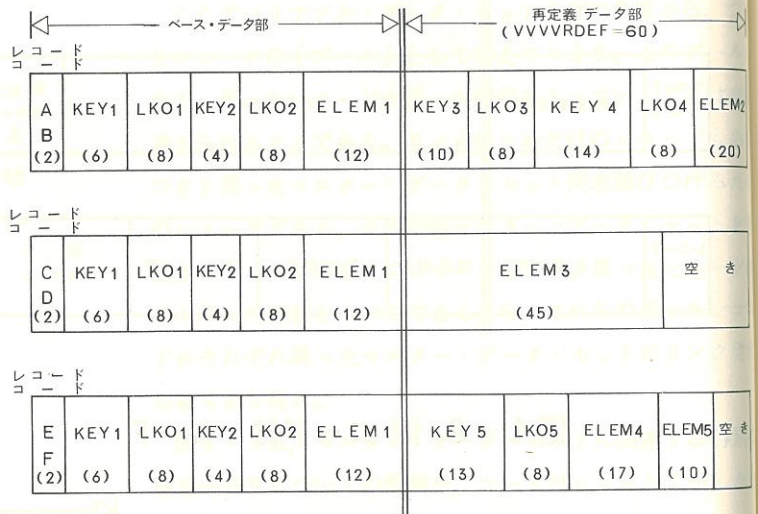 ベース・データ部
再定義 データ部
(VVVVRDEF=60)
レコード
コード
AB KEY1 LKO1 KEY2 LKO2 ELEM1 KEY3 LKO3 KEY4 LKO4 ELEM2
(2) (6) (8) (4) (8) (12) (10) (8) (14) (8) (20)
レコード
コード
CD KEY1 LKO1 KEY2 LKO2 ELEM1 ELEM3 空き
(2) (6) (8) (4) (8) (12) (45)
レコード
コード
EF KEY1 LKO1 KEY2 LKO2 ELEM1 KEY5 LKO5 ELEM4 ELEM5 空き
(2) (6) (8) (4) (8) (12) (13) (8) (17) (10)